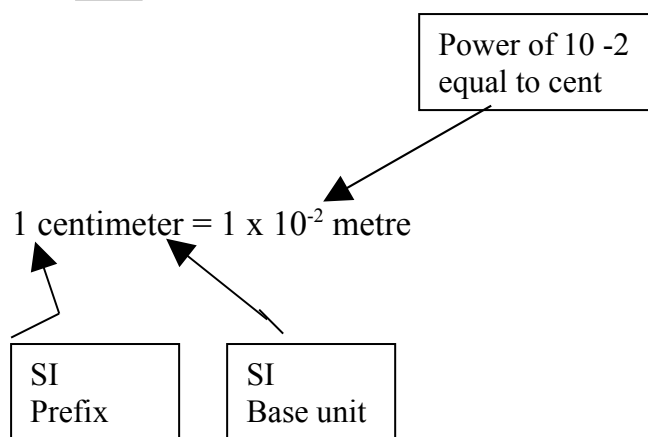 Power of 10 -2
equal to cent
1 centimeter = 1 x 10⁻² metre
SI
Prefix
SI
Base unit